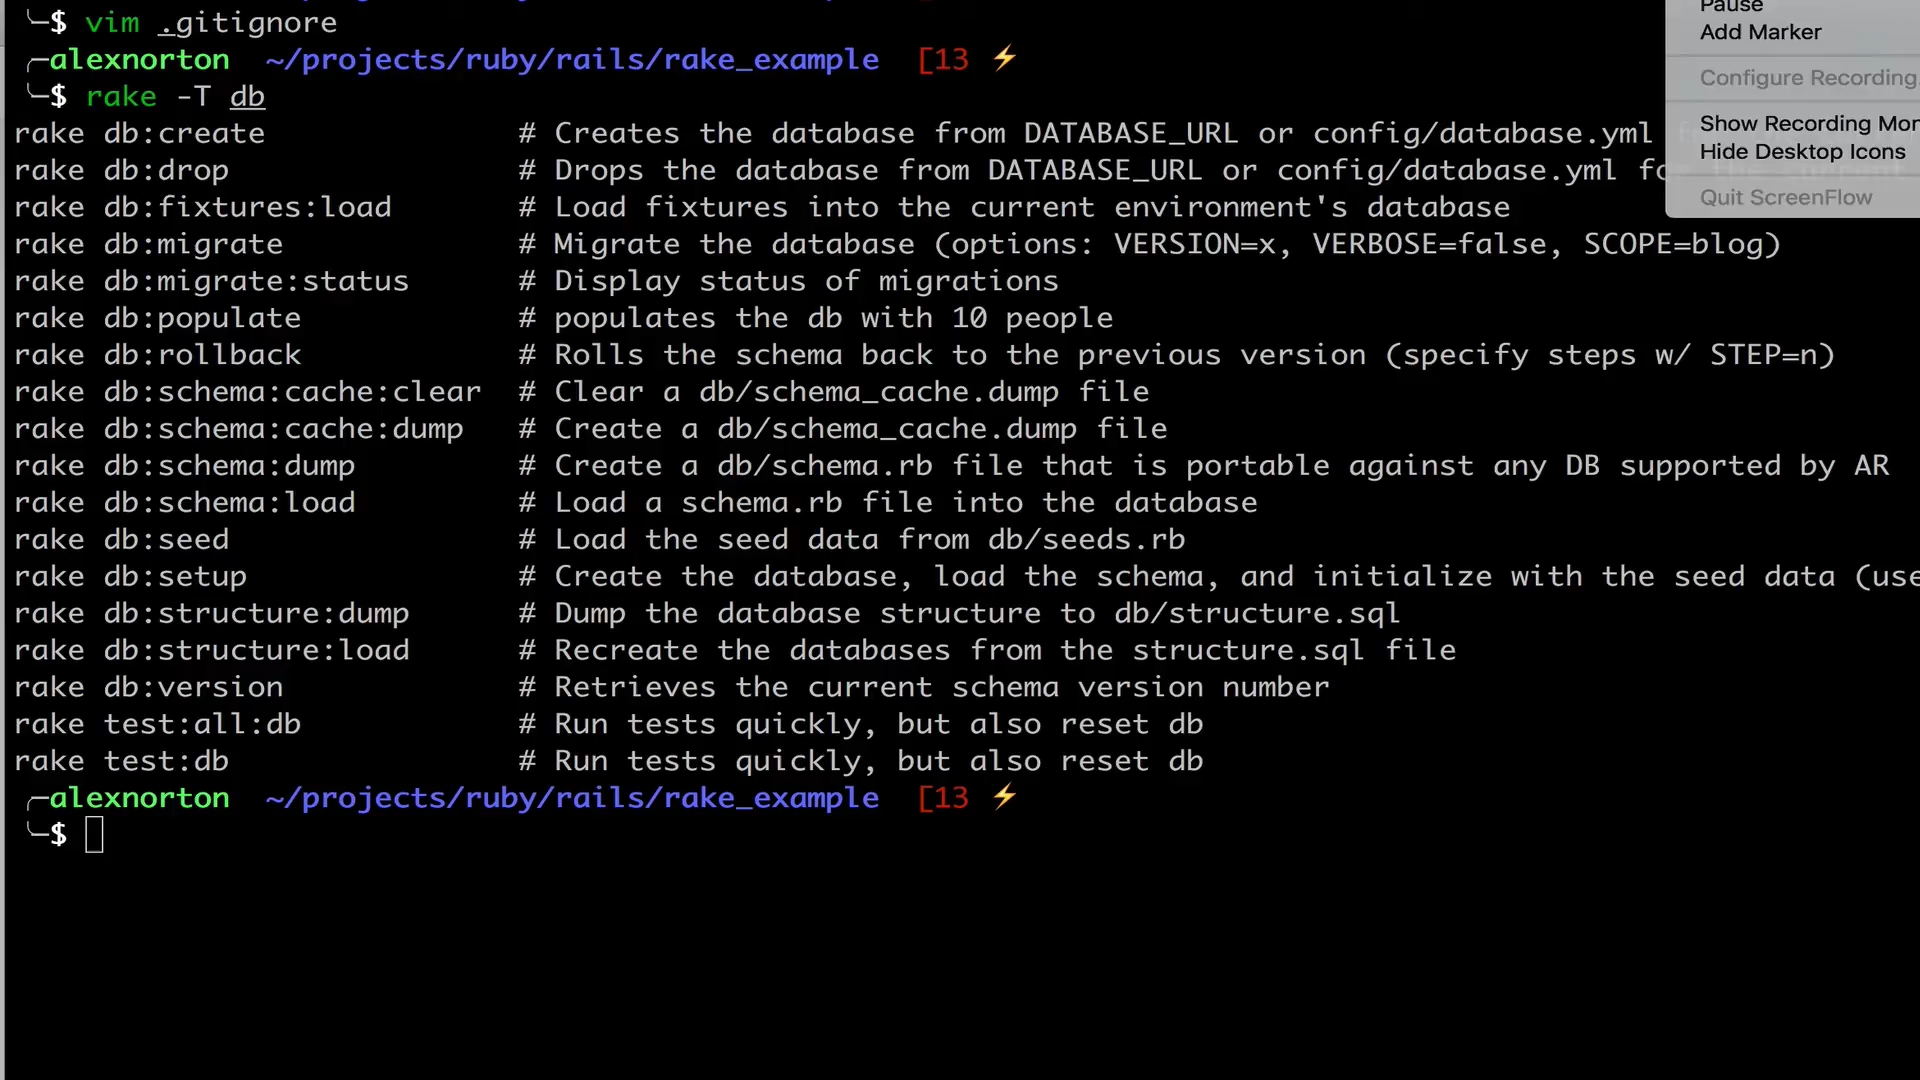 ╰─$ vim .gitignore
╭─alexnorton ~/projects/ruby/rails/rake_example [13 ⚡
╰─$ rake -T db
rake db:create # Creates the database from DATABASE_URL or config/database.yml
rake db:drop # Drops the database from DATABASE_URL or config/database.yml for the current
rake db:fixtures:load # Load fixtures into the current environment's database
rake db:migrate # Migrate the database (options: VERSION=x, VERBOSE=false, SCOPE=blog)
rake db:migrate:status # Display status of migrations
rake db:populate # populates the db with 10 people
rake db:rollback # Rolls the schema back to the previous version (specify steps w/ STEP=n)
rake db:schema:cache:clear # Clear a db/schema_cache.dump file
rake db:schema:cache:dump # Create a db/schema_cache.dump file
rake db:schema:dump # Create a db/schema.rb file that is portable against any DB supported by AR
rake db:schema:load # Load a schema.rb file into the database
rake db:seed # Load the seed data from db/seeds.rb
rake db:setup # Create the database, load the schema, and initialize with the seed data (use
rake db:structure:dump # Dump the database structure to db/structure.sql
rake db:structure:load # Recreate the databases from the structure.sql file
rake db:version # Retrieves the current schema version number
rake test:all:db # Run tests quickly, but also reset db
rake test:db # Run tests quickly, but also reset db
╭─alexnorton ~/projects/ruby/rails/rake_example [13 ⚡
╰─$
Pause
Add Marker
Configure Recording.
Show Recording Mon
Hide Desktop Icons
Quit ScreenFlow